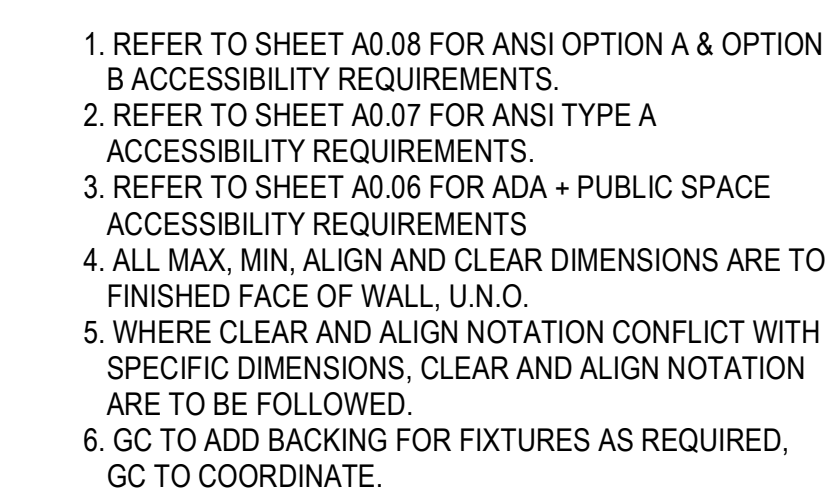 1. REFER TO SHEET A0.08 FOR ANSI OPTION A & OPTION
B ACCESSIBILITY REQUIREMENTS.
2. REFER TO SHEET A0.07 FOR ANSI TYPE A
ACCESSIBILITY REQUIREMENTS.
3. REFER TO SHEET A0.06 FOR ADA + PUBLIC SPACE
ACCESSIBILITY REQUIREMENTS
4. ALL MAX, MIN, ALIGN AND CLEAR DIMENSIONS ARE TO
FINISHED FACE OF WALL, U.N.O.
5. WHERE CLEAR AND ALIGN NOTATION CONFLICT WITH
SPECIFIC DIMENSIONS, CLEAR AND ALIGN NOTATION
ARE TO BE FOLLOWED.
6. GC TO ADD BACKING FOR FIXTURES AS REQUIRED,
GC TO COORDINATE.